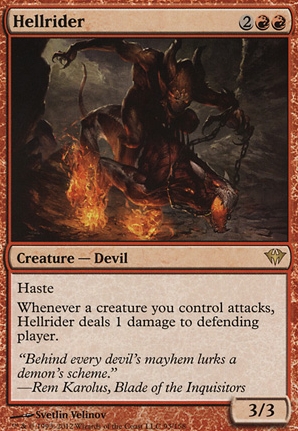 Hellrider 2
Creature — Devil
Haste
Whenever a creature you control attacks,
Hellrider deals 1 damage to defending
player.
“Behind every devil’s mayhem lurks a
demon’s scheme.”
—Rem Karolus, Blade of the Inquisitors
Svetlin Velinov
3/3